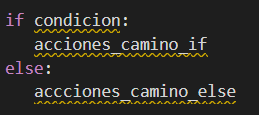 if condicion:
    acciones_camino_if
else:
    accciones_camino_else